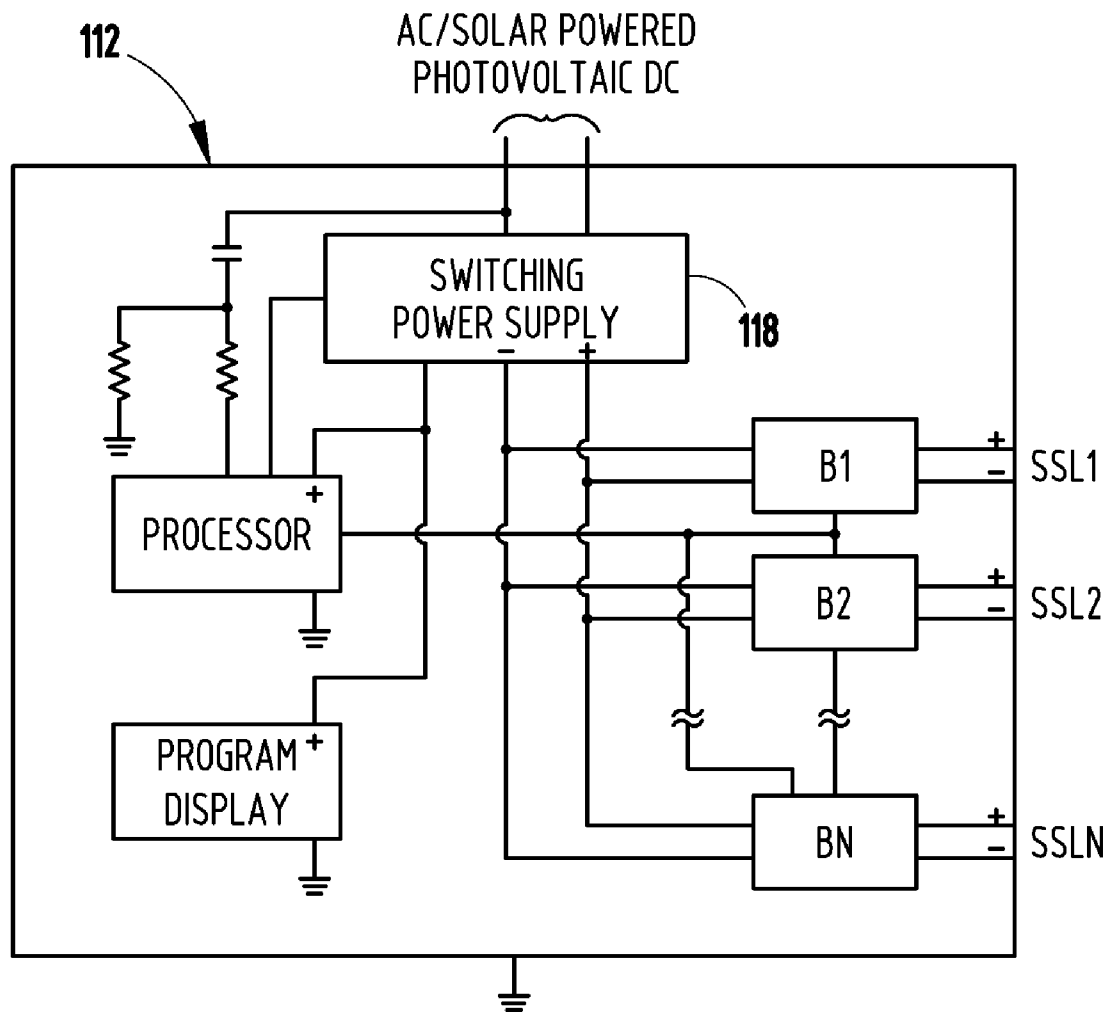 112
AC/SOLAR POWERED
PHOTOVOLTAIC DC
SWITCHING
POWER SUPPLY
- +
118
B1
+
-
SSL1
+
PROCESSOR
B2
+
-
SSL2
+
PROGRAM
DISPLAY
BN
+
-
SSLN